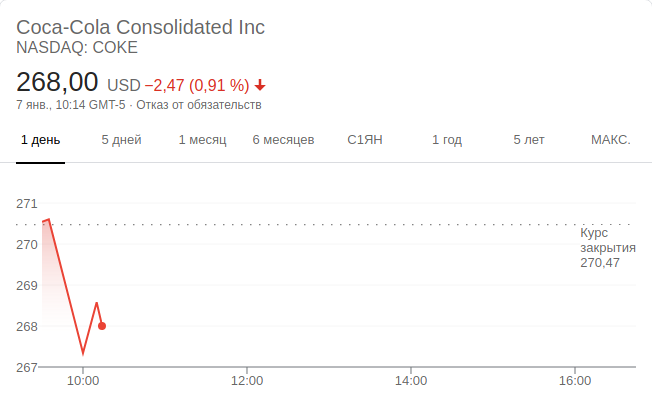 Coca-Cola Consolidated Inc
NASDAQ: COKE
268,00 USD −2,47 (0,91 %)
7 янв., 10:14 GMT-5 · Отказ от обязательств
1 день 5 дней 1 месяц 6 месяцев С1ЯН 1 год 5 лет МАКС.
271
270
269
268
267
Курс
закрытия
270,47
10:00 12:00 14:00 16:00